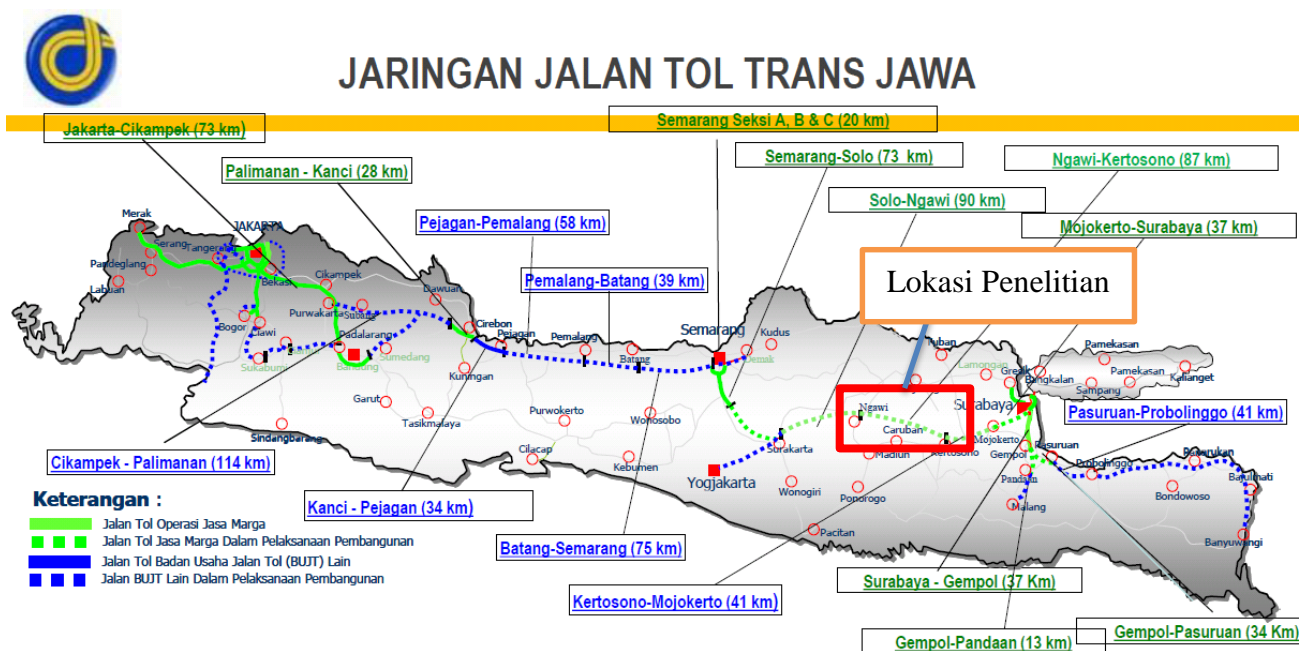 JARINGAN JALAN TOL TRANS JAWA
Jakarta-Cikampek (73 km)
Semarang Seksi A, B & C (20 km)
Palimanan - Kanci (28 km)
Semarang-Solo (73 km)
Ngawi-Kertosono (87 km)
Solo-Ngawi (90 km)
Pejagan-Pemalang (58 km)
Mojokerto-Surabaya (37 km)
Pemalang-Batang (39 km)
Lokasi Penelitian
Merak
JAKARTA
Serang
Tangerang
Pandeglang
Labuan
Bekasi
Cikampek
Dawuan
Purwakarta
Subang
Bogor
Ciawi
Padalarang
Sukabumi
Bandung
Sumedang
Cirebon
Pejagan
Kuningan
Garut
Tasikmalaya
Sindangbarang
Pemalang
Batang
Semarang
Kudus
Demak
Purwokerto
Wonosobo
Cilacap
Kebumen
Yogjakarta
Surakarta
Wonogiri
Pacitan
Ponorogo
Ngawi
Caruban
Madiun
Kertosono
Tuban
Lamongan
Gresik
Bangkalan
Surabaya
Mojokerto
Gempol
Pandaan
Malang
Pamekasan
Sampang
Pamekasan
Kalianget
Pasuruan-Probolinggo (41 km)
Pasuruan
Probolinggo
Bondowoso
Pasurukan
Bajulmati
Banyuwangi
Cikampek - Palimanan (114 km)
Kanci - Pejagan (34 km)
Batang-Semarang (75 km)
Kertosono-Mojokerto (41 km)
Surabaya - Gempol (37 Km)
Gempol-Pandaan (13 km)
Gempol-Pasuruan (34 Km)
Keterangan :
Jalan Tol Operasi Jasa Marga
Jalan Tol Jasa Marga Dalam Pelaksanaan Pembangunan
Jalan Tol Badan Usaha Jalan Tol (BUJT) Lain
Jalan BUJT Lain Dalam Pelaksanaan Pembangunan